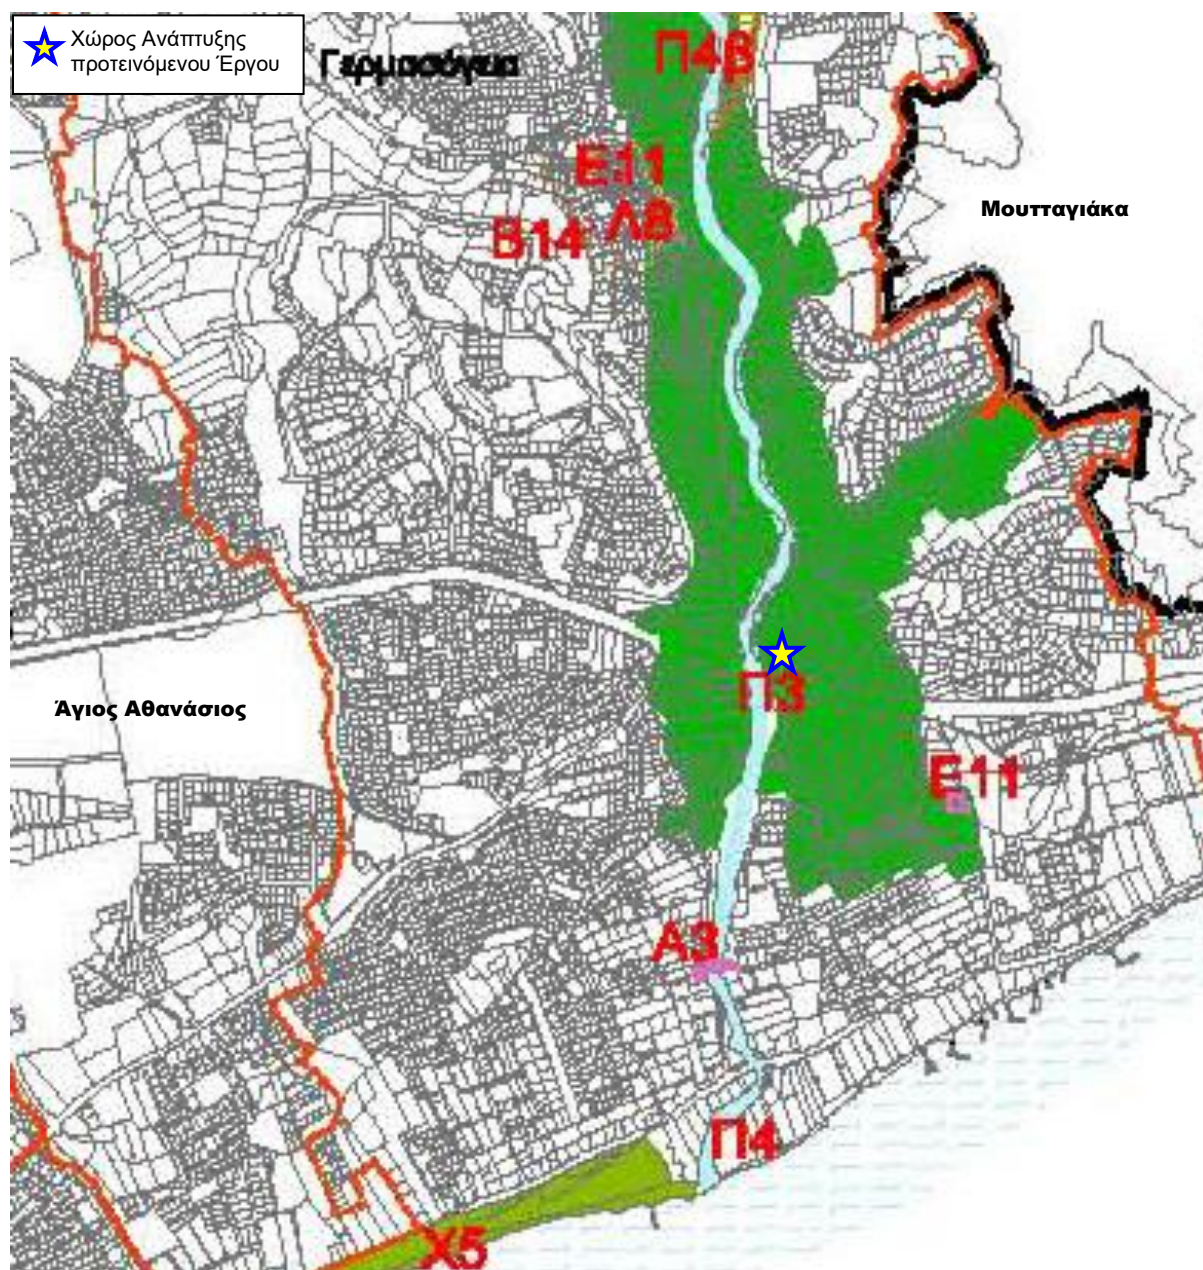 Χώρος Ανάπτυξης
προτεινόμενου Έργου
Γερμασόγεια
Π4β
Ε11
Λ8
Β14
Μουτταγιάκα
Π3
Άγιος Αθανάσιος
Ε11
Α3
Π4
Χ5